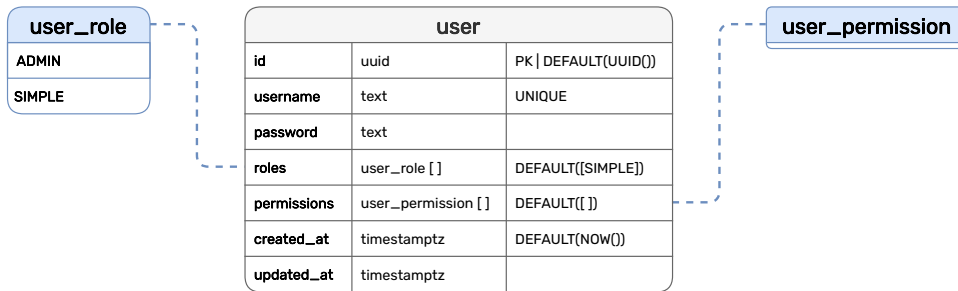 user_role
ADMIN
SIMPLE
user
id uuid PK | DEFAULT(UUID())
username text UNIQUE
password text
roles user_role [ ] DEFAULT([SIMPLE])
permissions user_permission [ ] DEFAULT([ ])
created_at timestamptz DEFAULT(NOW())
updated_at timestamptz
user_permission